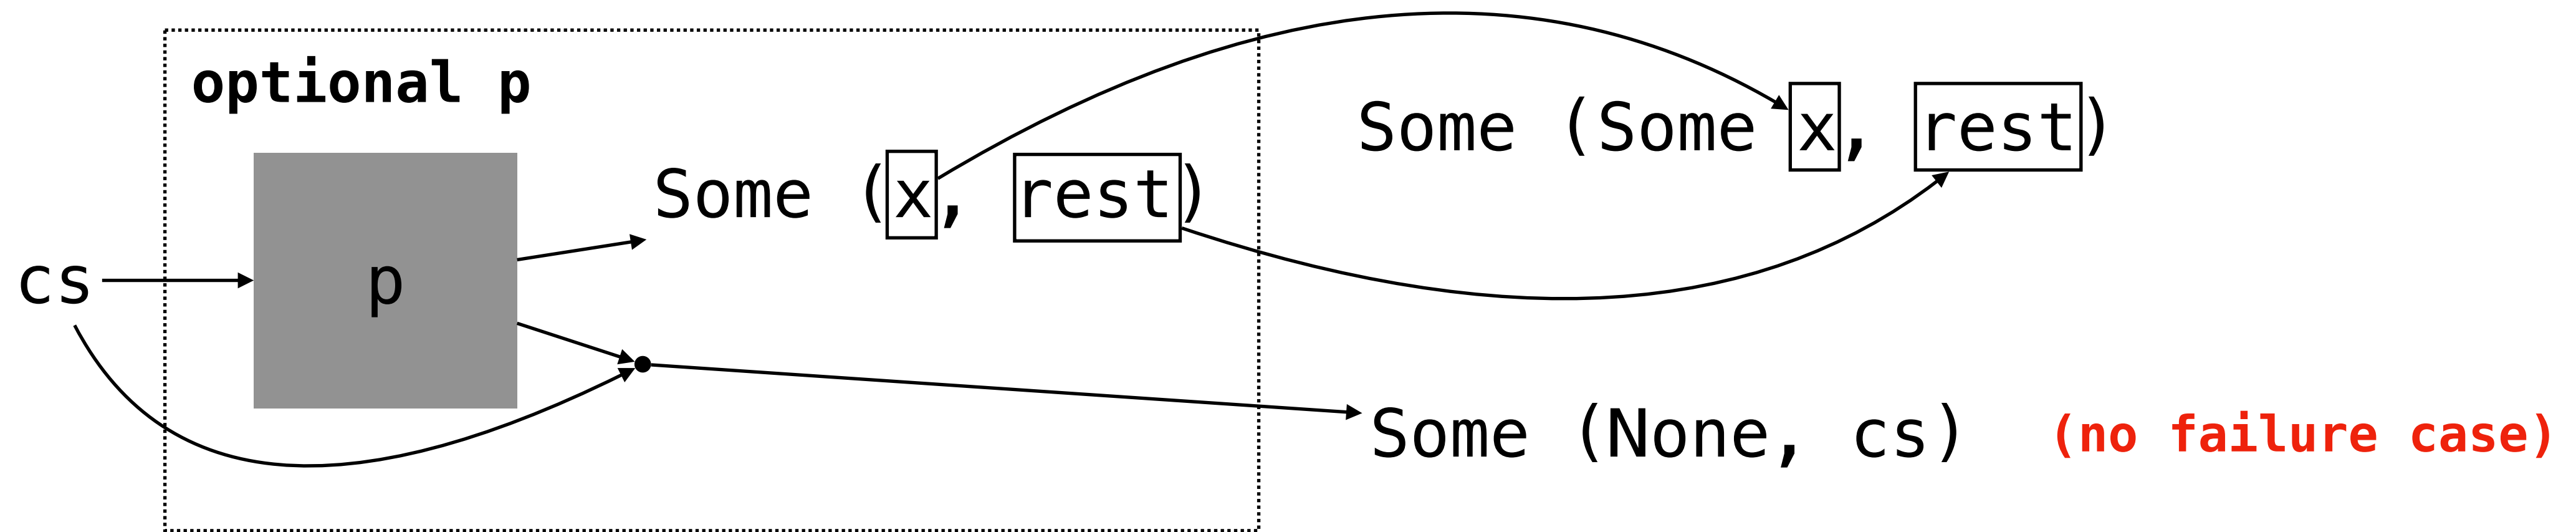 optional p
Some (Some x, rest)
Some (x, rest)
cs
p
Some (None, cs)
(no failure case)